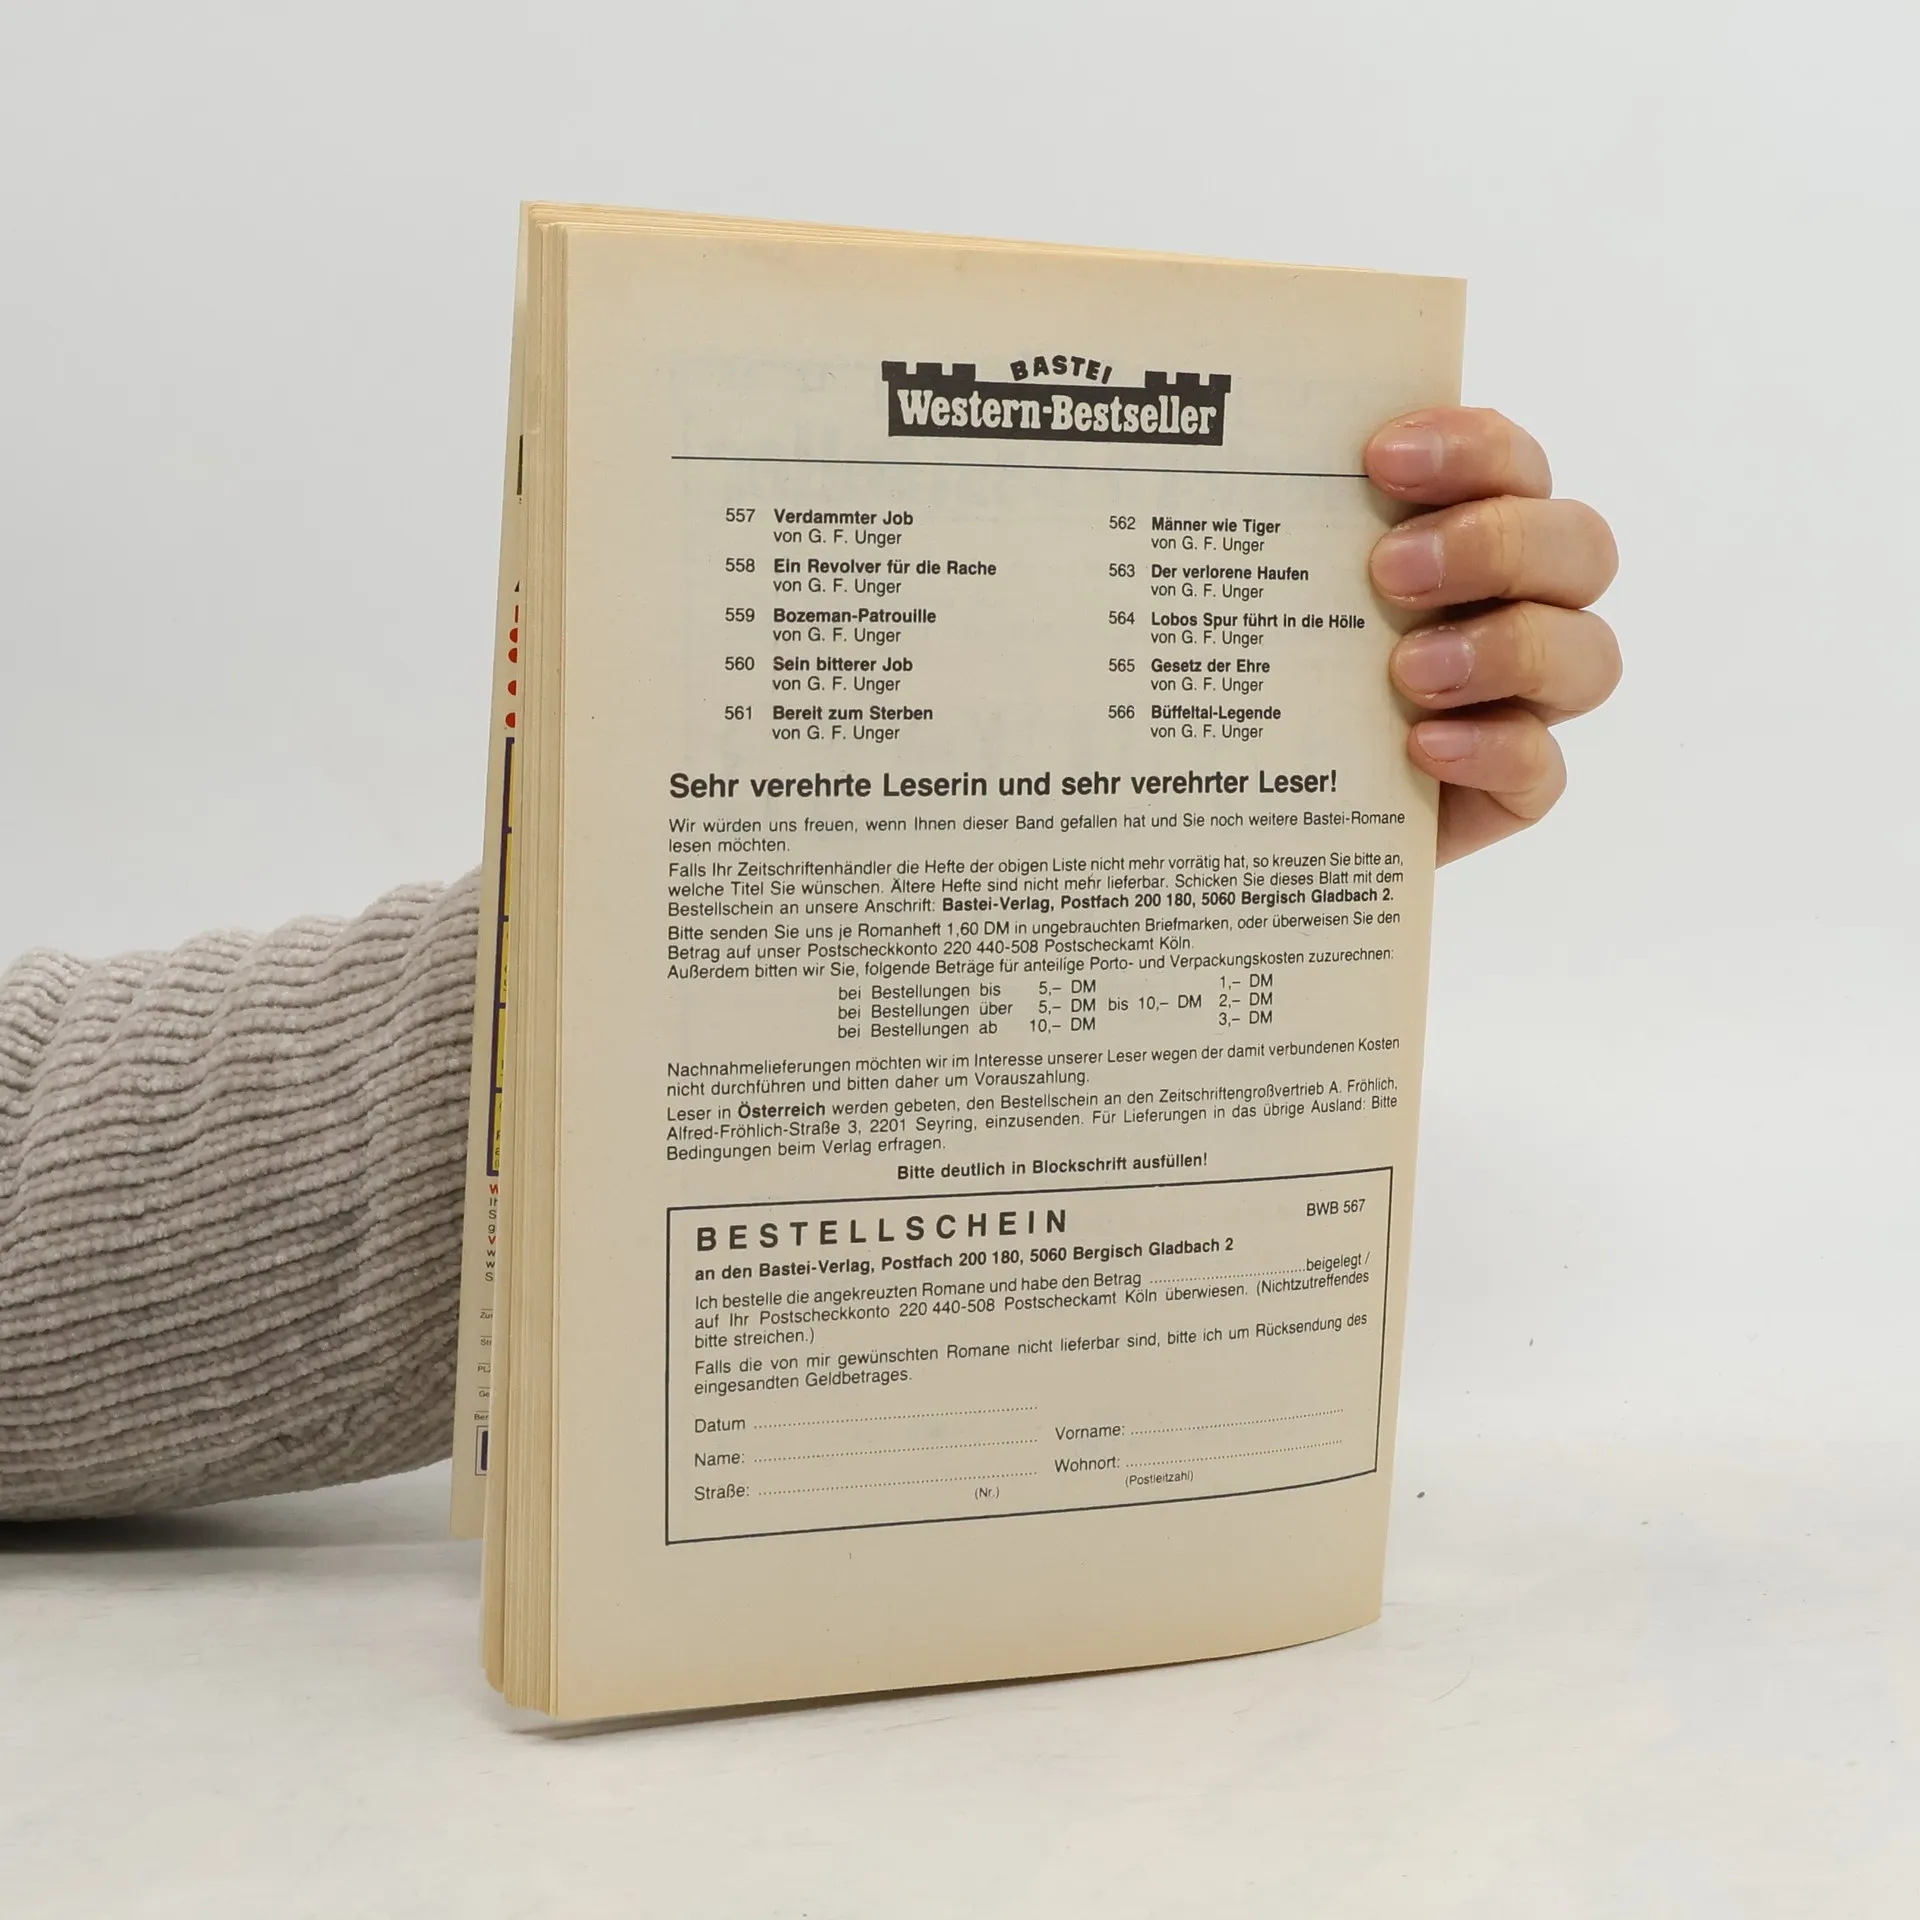 BASTEI
Western-Bestseller
557 Verdammter Job
von G. F. Unger
558 Ein Revolver für die Rache
von G. F. Unger
559 Bozeman-Patrouille
von G. F. Unger
560 Sein bitterer Job
von G. F. Unger
561 Bereit zum Sterben
von G. F. Unger
562 Männer wie Tiger
von G. F. Unger
563 Der verlorene Haufen
von G. F. Unger
564 Lobos Spur führt in die Hölle
von G. F. Unger
565 Gesetz der Ehre
von G. F. Unger
566 Büffeltal-Legende
von G. F. Unger
Sehr verehrte Leserin und sehr verehrter Leser!
Wir würden uns freuen, wenn Ihnen dieser Band gefallen hat und Sie noch weitere Bastei-Romane
lesen möchten.
Falls Ihr Zeitschriftenhändler die Hefte der obigen Liste nicht mehr vorrätig hat, so kreuzen Sie bitte an,
welche Titel Sie wünschen. Ältere Hefte sind nicht mehr lieferbar. Schicken Sie dieses Blatt mit dem
Bestellschein an unsere Anschrift: Bastei-Verlag, Postfach 200 180, 5060 Bergisch Gladbach 2.
Bitte senden Sie uns je Romanheft 1,60 DM in ungebrauchten Briefmarken, oder überweisen Sie den
Betrag auf unser Postscheckkonto 220 440-508 Postscheckamt Köln.
Außerdem bitten wir Sie, folgende Beträge für anteilige Porto- und Verpackungskosten zuzurechnen:
bei Bestellungen bis 5,– DM 1,– DM
bei Bestellungen über 5,– DM bis 10,– DM 2,– DM
bei Bestellungen ab 10,– DM 3,– DM
Nachnahmelieferungen möchten wir im Interesse unserer Leser wegen der damit verbundenen Kosten
nicht durchführen und bitten daher um Vorauszahlung.
Leser in Österreich werden gebeten, den Bestellschein an den Zeitschriftengroßvertrieb A. Fröhlich,
Alfred-Fröhlich-Straße 3, 2201 Seyring, einzusenden. Für Lieferungen in das übrige Ausland: Bitte
Bedingungen beim Verlag erfragen.
Bitte deutlich in Blockschrift ausfüllen!
BESTELLSCHEIN BWB 567
an den Bastei-Verlag, Postfach 200 180, 5060 Bergisch Gladbach 2
Ich bestelle die angekreuzten Romane und habe den Betrag ........................ beigelegt /
auf Ihr Postscheckkonto 220 440-508 Postscheckamt Köln überwiesen. (Nichtzutreffendes
bitte streichen.)
Falls die von mir gewünschten Romane nicht lieferbar sind, bitte ich um Rücksendung des
eingesandten Geldbetrages.
Datum ........................
Name: ........................ Vorname: ........................
Straße: ........................ Wohnort: ........................
(Nr.) (Postleitzahl)